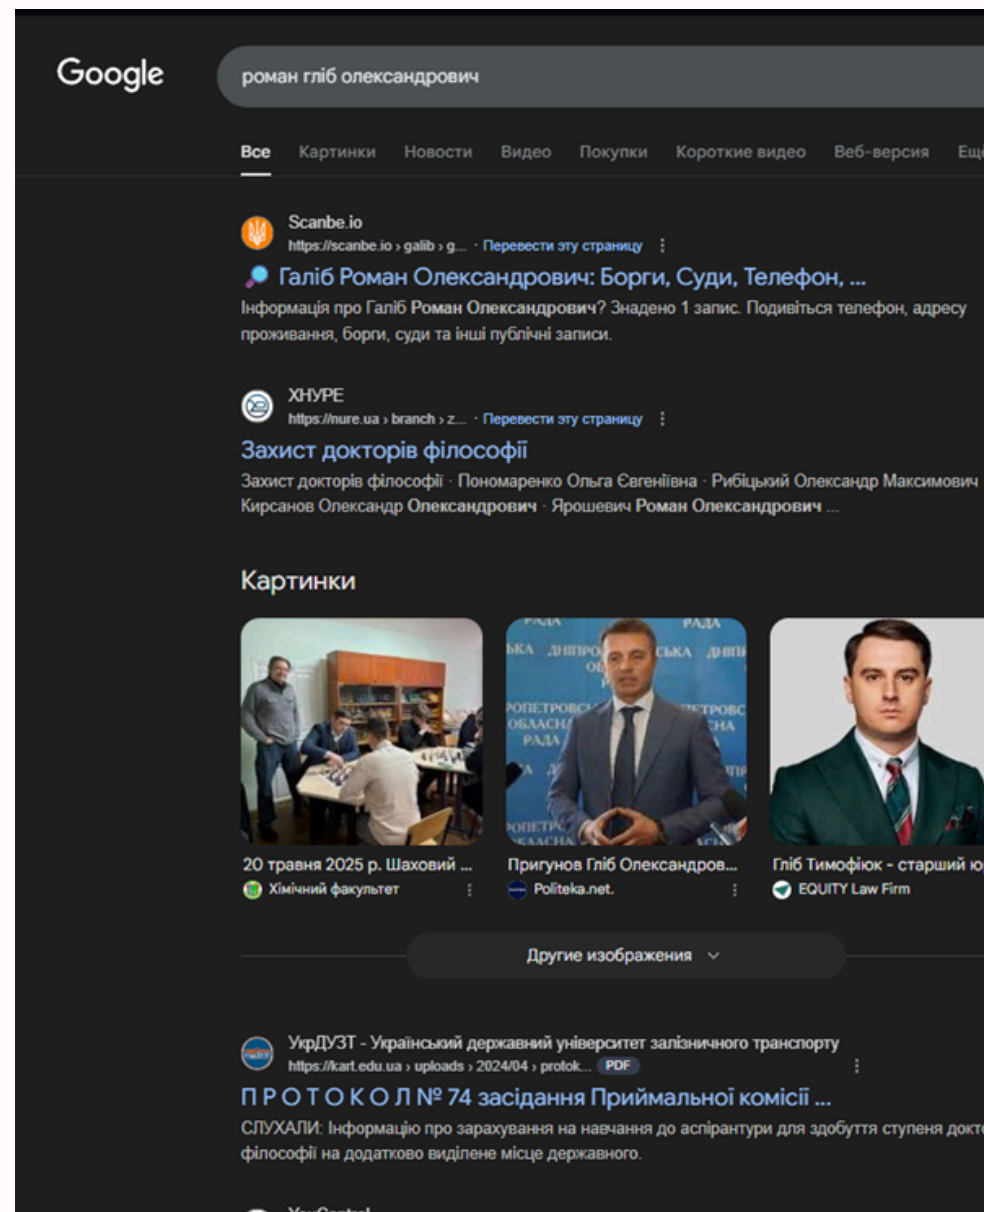 Google
роман гліб олександрович
Все Картинки Новости Видео Покупки Короткие видео Веб-версия Ещё
Scanbe.io
https://scanbe.io › galib › g... · Перевести эту страницу
Галіб Роман Олександрович: Борги, Суди, Телефон, ...
Інформація про Галіб Роман Олександрович? Знадено 1 запис. Подивіться телефон, адресу
проживання, борги, суди та інші публічні записи.
ХНУРЕ
https://nure.ua › branch › z... · Перевести эту страницу
Захист докторів філософії
Захист докторів філософії · Пономаренко Ольга Євгеніївна · Рибіцький Олександр Максимович
Кирсанов Олександр Олександрович · Ярошевич Роман Олександрович ...
Картинки
РАДА РАДА
20 травня 2025 р. Шаховий ...
Хімічний факультет
Пригунов Гліб Олександров...
Politeka.net.
Гліб Тимофіюк - старший ю
EQUITY Law Firm
Другие изображения
УкрДУЗТ - Український державний університет залізничного транспорту
https://kart.edu.ua › uploads › 2024/04 › protok... PDF
П Р О Т О К О Л № 74 засідання Приймальної комісії ...
СЛУХАЛИ: Інформацію про зарахування на навчання до аспірантури для здобуття ступеня докт
філософії на додатково виділене місце державного.